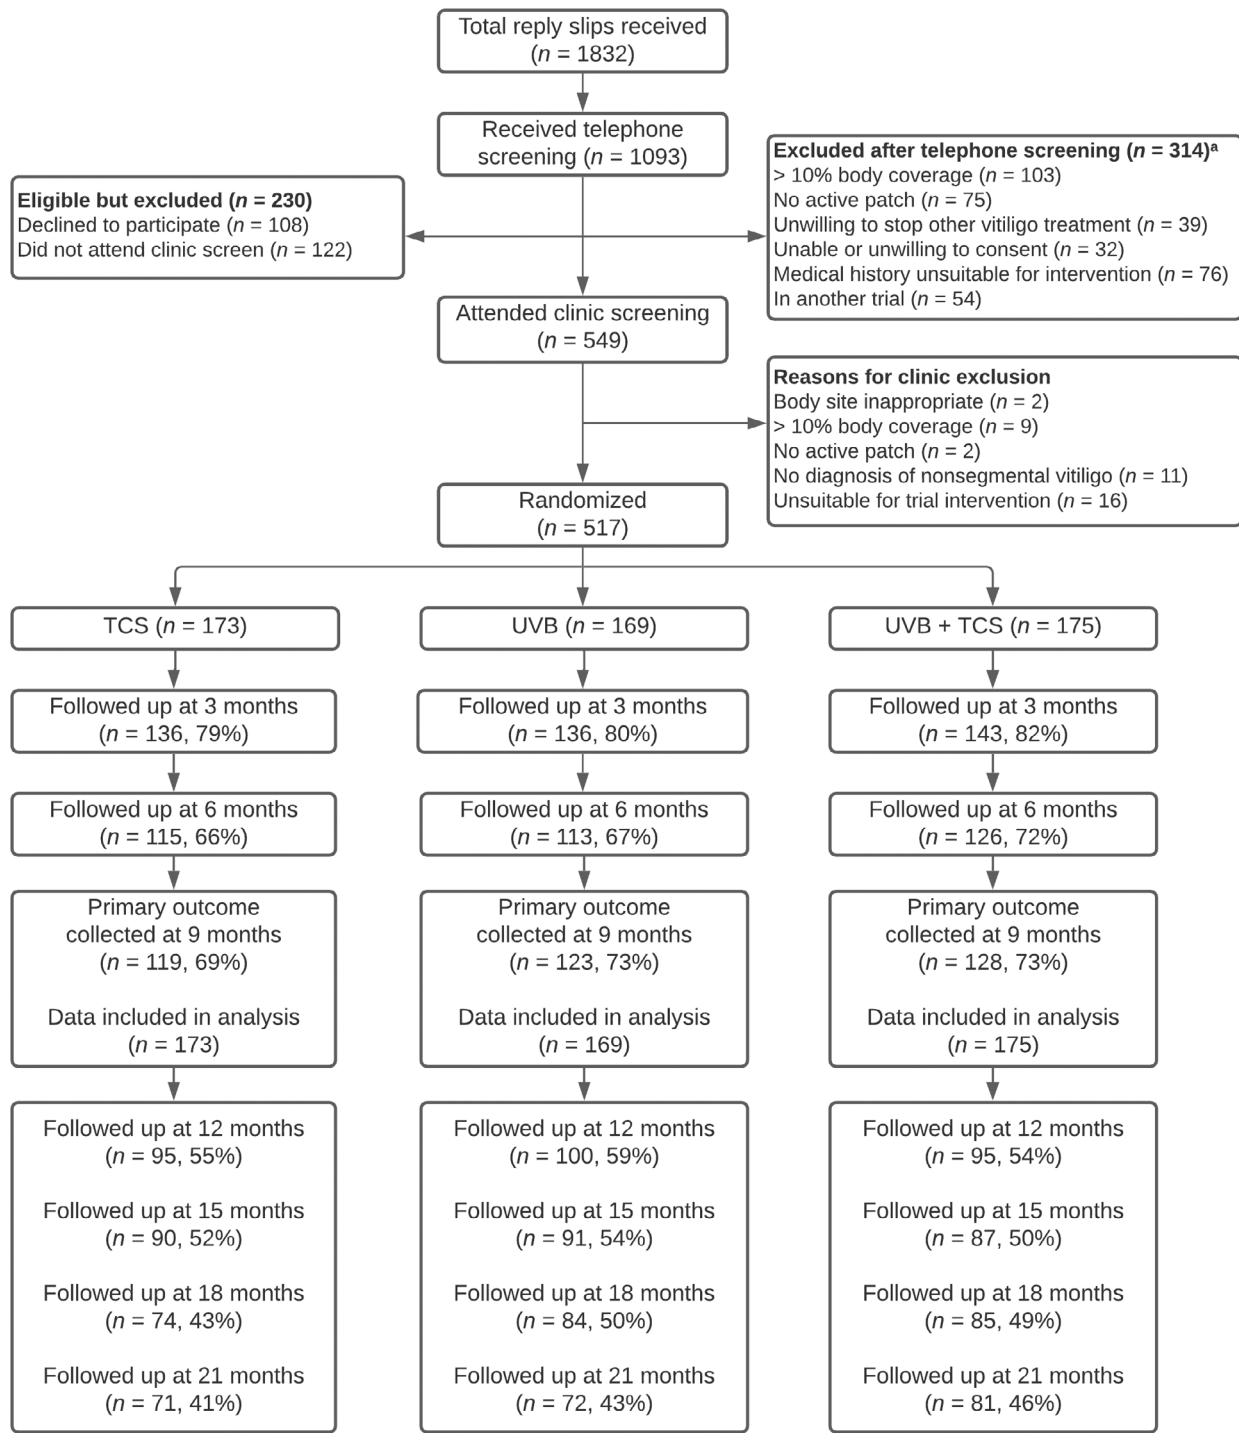 Total reply slips received
(n = 1832)
Received telephone
screening (n = 1093)
Excluded after telephone screening (n = 314)ᵃ
> 10% body coverage (n = 103)
No active patch (n = 75)
Unwilling to stop other vitiligo treatment (n = 39)
Unable or unwilling to consent (n = 32)
Medical history unsuitable for intervention (n = 76)
In another trial (n = 54)
Eligible but excluded (n = 230)
Declined to participate (n = 108)
Did not attend clinic screen (n = 122)
Attended clinic screening
(n = 549)
Reasons for clinic exclusion
Body site inappropriate (n = 2)
> 10% body coverage (n = 9)
No active patch (n = 2)
No diagnosis of nonsegmental vitiligo (n = 11)
Unsuitable for trial intervention (n = 16)
Randomized
(n = 517)
TCS (n = 173)
Followed up at 3 months
(n = 136, 79%)
Followed up at 6 months
(n = 115, 66%)
Primary outcome
collected at 9 months
(n = 119, 69%)
Data included in analysis
(n = 173)
Followed up at 12 months
(n = 95, 55%)
Followed up at 15 months
(n = 90, 52%)
Followed up at 18 months
(n = 74, 43%)
Followed up at 21 months
(n = 71, 41%)
UVB (n = 169)
Followed up at 3 months
(n = 136, 80%)
Followed up at 6 months
(n = 113, 67%)
Primary outcome
collected at 9 months
(n = 123, 73%)
Data included in analysis
(n = 169)
Followed up at 12 months
(n = 100, 59%)
Followed up at 15 months
(n = 91, 54%)
Followed up at 18 months
(n = 84, 50%)
Followed up at 21 months
(n = 72, 43%)
UVB + TCS (n = 175)
Followed up at 3 months
(n = 143, 82%)
Followed up at 6 months
(n = 126, 72%)
Primary outcome
collected at 9 months
(n = 128, 73%)
Data included in analysis
(n = 175)
Followed up at 12 months
(n = 95, 54%)
Followed up at 15 months
(n = 87, 50%)
Followed up at 18 months
(n = 85, 49%)
Followed up at 21 months
(n = 81, 46%)